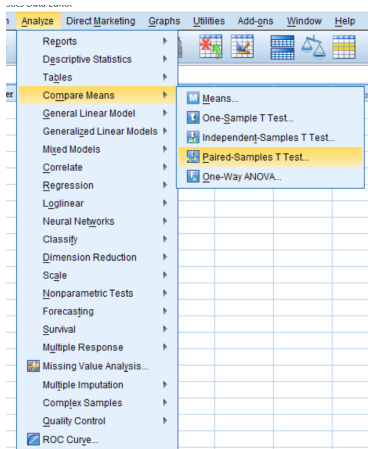 Analyze Direct Marketing Graphs Utilities Add-ons Window Help
Reports
Descriptive Statistics
Tables
Compare Means
General Linear Model
Generalized Linear Models
Mixed Models
Correlate
Regression
Loglinear
Neural Networks
Classify
Dimension Reduction
Scale
Nonparametric Tests
Forecasting
Survival
Multiple Response
Missing Value Analysis...
Multiple Imputation
Complex Samples
Quality Control
ROC Curve...
M Means...
t One-Sample T Test...
Independent-Samples T Test...
Paired-Samples T Test...
One-Way ANOVA...